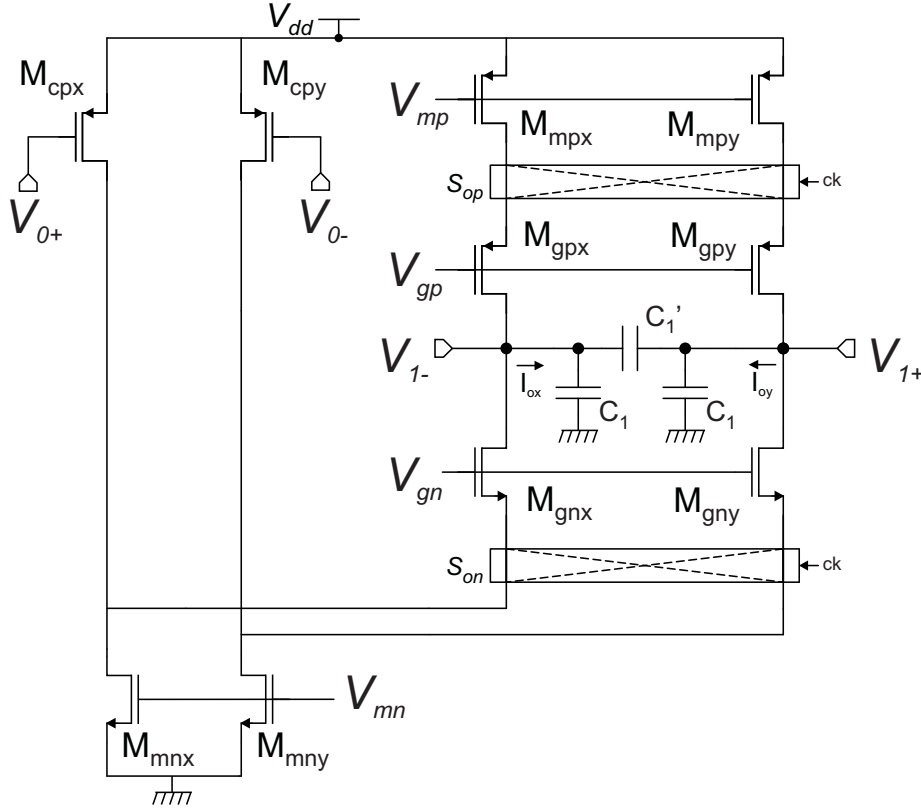 V_dd
M_cpx
M_cpy
V_mp
M_mpx
M_mpy
S_op
ck
V_0+
V_0-
M_gpx
M_gpy
V_gp
C_1'
V_1-
V_1+
I_ox
I_oy
C_1
C_1
V_gn
M_gnx
M_gny
S_on
ck
V_mn
M_mnx
M_mny